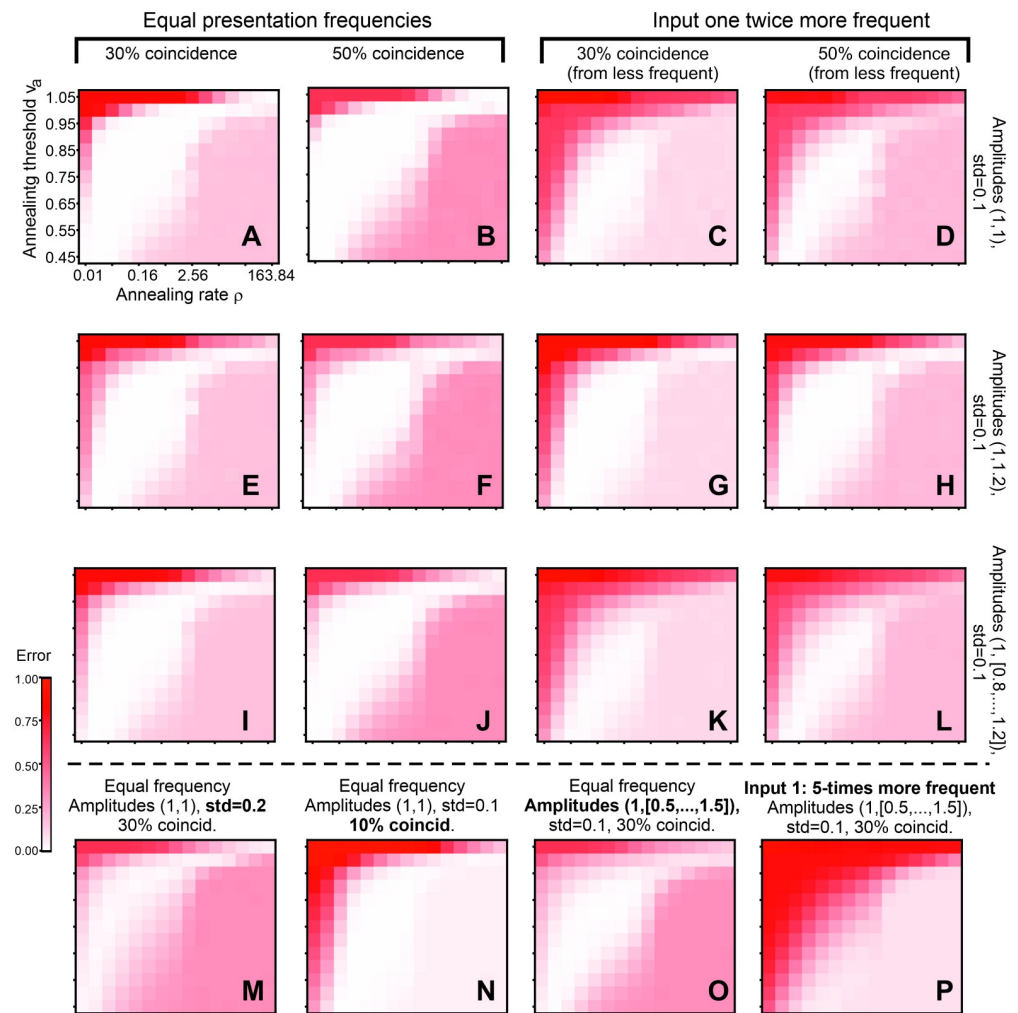 Equal presentation frequencies
Input one twice more frequent
30% coincidence
50% coincidence
30% coincidence
(from less frequent)
50% coincidence
(from less frequent)
Annealintg threshold νa
1.05
0.95
0.85
0.75
0.65
0.55
0.45
0.01
0.16
2.56
163.84
Annealing rate ρ
A
B
C
D
Amplitudes (1,1),
std=0.1
E
F
G
H
Amplitudes (1,1.2),
std=0.1
I
J
K
L
Amplitudes (1, [0.8,...,1.2]),
std=0.1
Error
1.00
0.75
0.50
0.25
0.00
Equal frequency
Amplitudes (1,1), std=0.2
30% coincid.
Equal frequency
Amplitudes (1,1), std=0.1
10% coincid.
Equal frequency
Amplitudes (1,[0.5,...,1.5]),
std=0.1, 30% coincid.
Input 1: 5-times more frequent
Amplitudes (1,[0.5,...,1.5]),
std=0.1, 30% coincid.
M
N
O
P